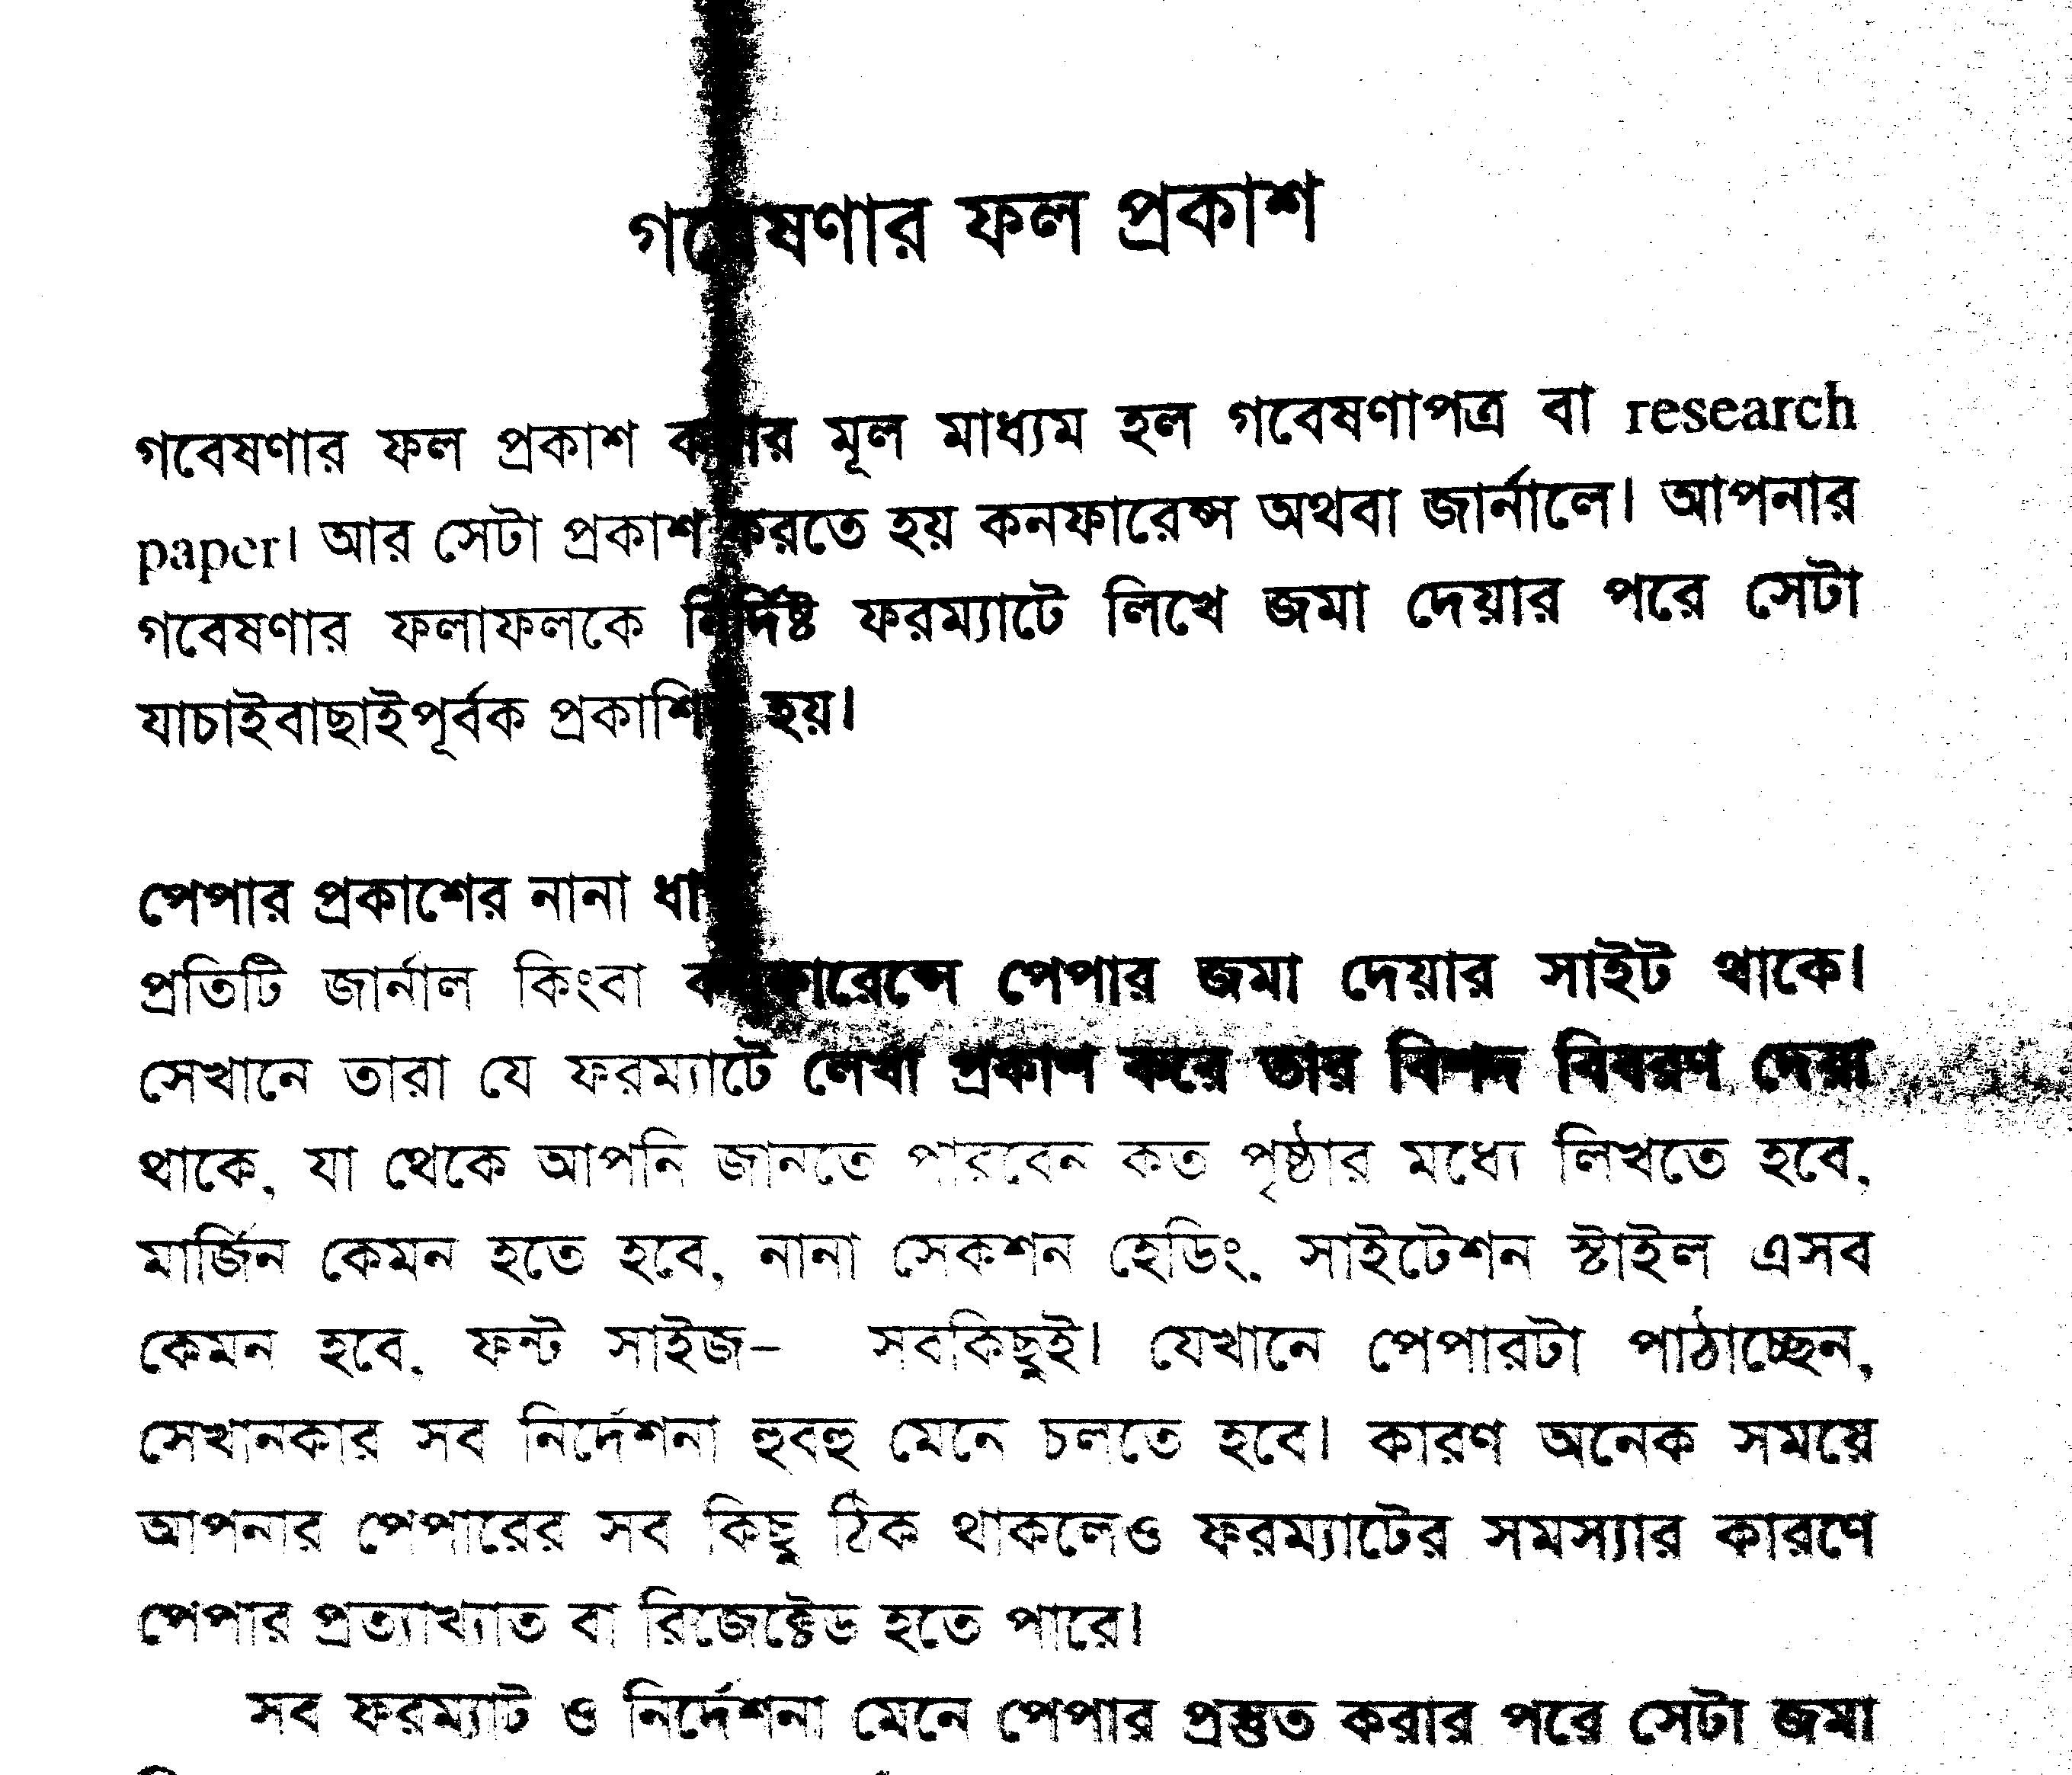 গবেষণার ফল প্রকাশ
গবেষণার ফল প্রকাশ করার মূল মাধ্যম হল গবেষণাপত্র বা research
paper। আর সেটা প্রকাশ করতে হয় কনফারেন্স অথবা জার্নালে। আপনার
গবেষণার ফলাফলকে নির্দিষ্ট ফরম্যাটে লিখে জমা দেয়ার পরে সেটা
যাচাইবাছাইপূর্বক প্রকাশিত হয়।
পেপার প্রকাশের নানা
প্রতিটি জার্নাল কিংবা কনফারেন্সে পেপার জমা দেয়ার সাইট থাকে।
সেখানে তারা যে ফরম্যাটে লেখা প্রকাশ করে তার বিশদ বিবরণ দেয়া
থাকে, যা থেকে আপনি জানতে পারবেন কত পৃষ্ঠার মধ্যে লিখতে হবে,
মার্জিন কেমন হতে হবে, নানা সেকশন হেডিং, সাইটেশন স্টাইল এসব
কেমন হবে, ফন্ট সাইজ– সবকিছুই। যেখানে পেপারটা পাঠাচ্ছেন,
সেখানকার সব নির্দেশনা হুবহু মেনে চলতে হবে। কারণ অনেক সময়ে
আপনার পেপারের সব কিছু ঠিক থাকলেও ফরম্যাটের সমস্যার কারণে
পেপার প্রত্যাখ্যাত বা রিজেক্টেড হতে পারে।
সব ফরম্যাট ও নির্দেশনা মেনে পেপার প্রস্তুত করার পরে সেটা জমা